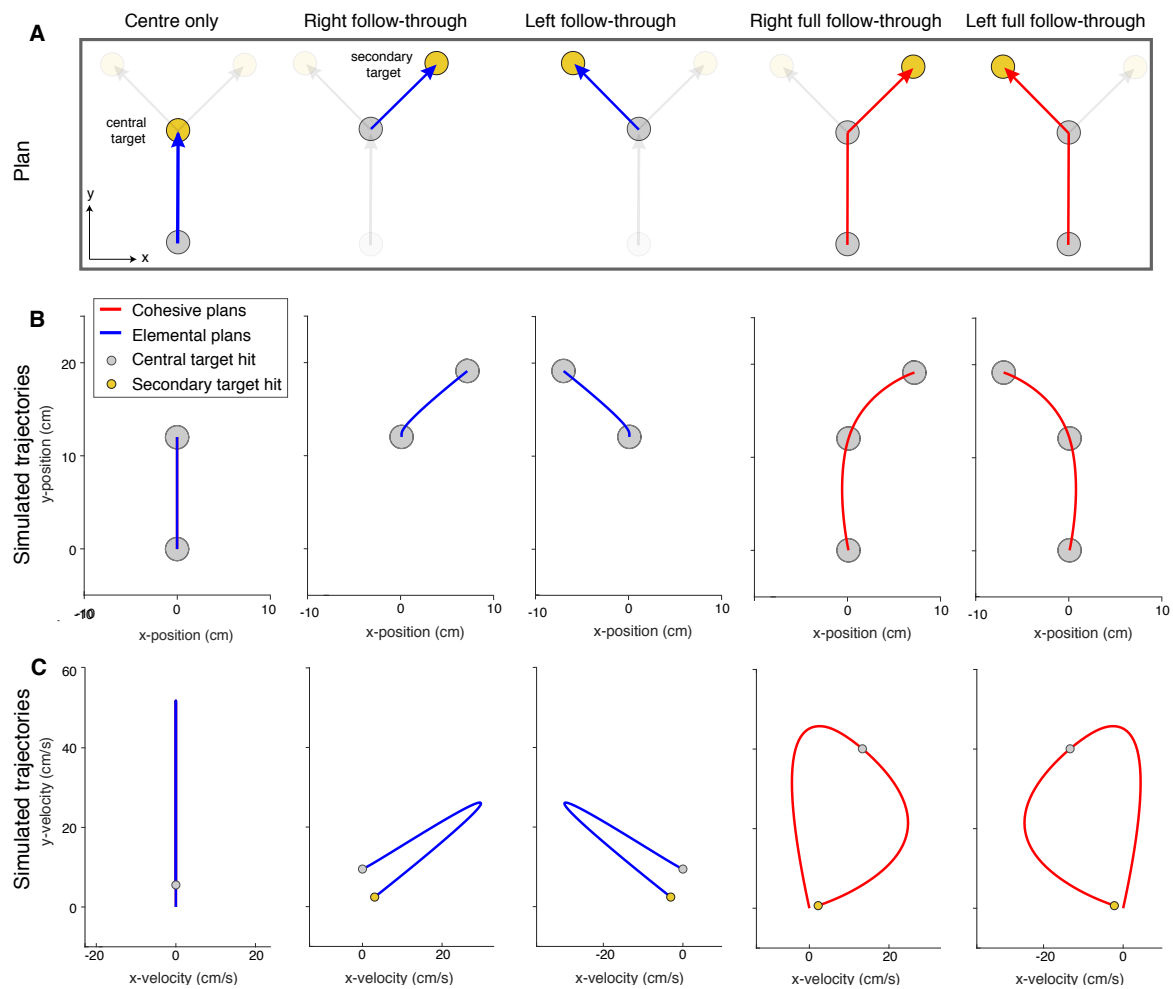 Centre only Right follow-through Left follow-through Right full follow-through Left full follow-through
A
secondary
target
central
target
Plan
y
x
B
Cohesive plans
Elemental plans
Central target hit
Secondary target hit
Simulated trajectories
y-position (cm)
20
10
0
-10 0 10 -10 0 10 -10 0 10 0 10 0 10
x-position (cm) x-position (cm) x-position (cm) x-position (cm) x-position (cm)
C
Simulated trajectories
y-velocity (cm/s)
60
40
20
0
-20 0 20 0 20 -20 0 0 20 -20 0
x-velocity (cm/s) x-velocity (cm/s) x-velocity (cm/s) x-velocity (cm/s) x-velocity (cm/s)